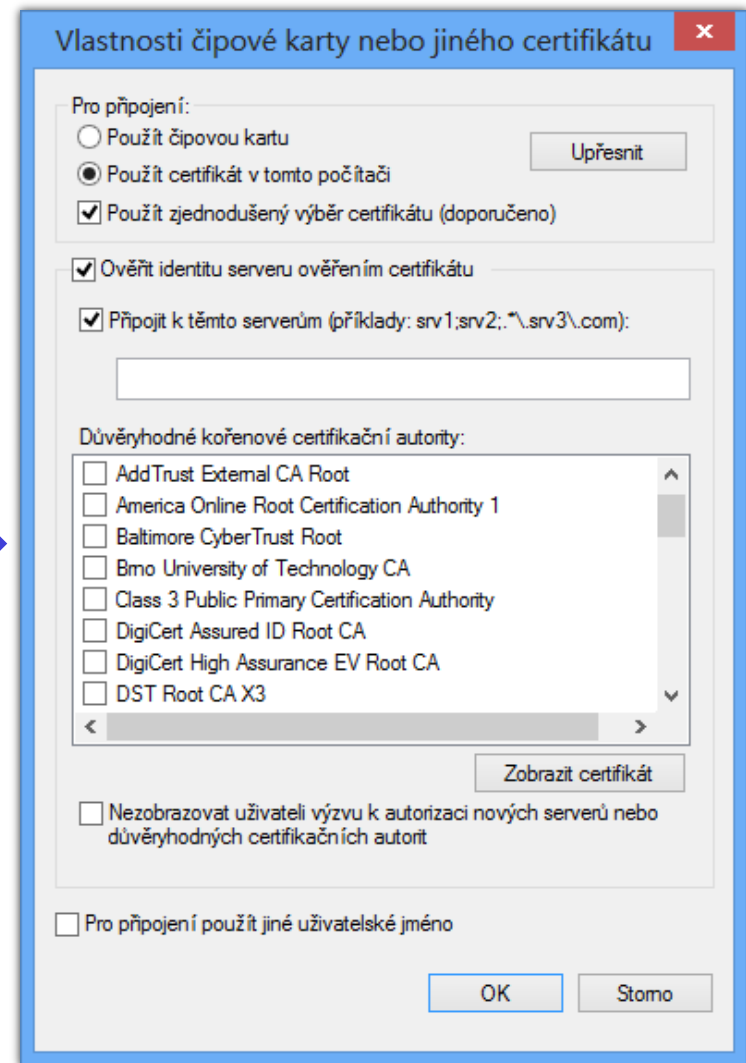 Vlastnosti čipové karty nebo jiného certifikátu
Pro připojení:
Použít čipovou kartu
Upřesnit
Použít certifikát v tomto počítači
Použít zjednodušený výběr certifikátu (doporučeno)
Ověřit identitu serveru ověřením certifikátu
Připojit k těmto serverům (příklady: srv1;srv2;.*\.srv3\.com):
Důvěryhodné kořenové certifikační autority:
AddTrust External CA Root
America Online Root Certification Authority 1
Baltimore CyberTrust Root
Brno University of Technology CA
Class 3 Public Primary Certification Authority
DigiCert Assured ID Root CA
DigiCert High Assurance EV Root CA
DST Root CA X3
Zobrazit certifikát
Nezobrazovat uživateli výzvu k autorizaci nových serverů nebo
důvěryhodných certifikačních autorit
Pro připojení použít jiné uživatelské jméno
OK
Storno